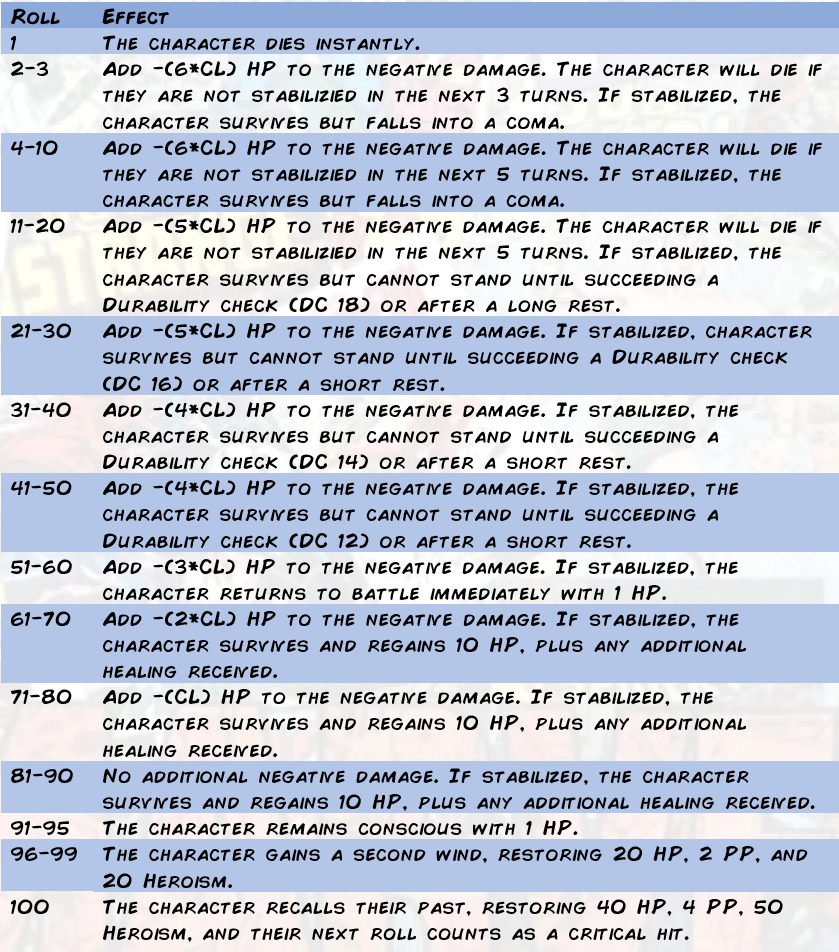 Roll Effect
1 The character dies instantly.
2-3 Add -(6*CL) HP to the negative damage. The character will die if
they are not stabilizied in the next 3 turns. If stabilized, the
character survives but falls into a coma.
4-10 Add -(6*CL) HP to the negative damage. The character will die if
they are not stabilizied in the next 5 turns. If stabilized, the
character survives but falls into a coma.
11-20 Add -(5*CL) HP to the negative damage. The character will die if
they are not stabilizied in the next 5 turns. If stabilized, the
character survives but cannot stand until succeeding a
Durability check (DC 18) or after a long rest.
21-30 Add -(5*CL) HP to the negative damage. If stabilized, character
survives but cannot stand until succeeding a Durability check
(DC 16) or after a short rest.
31-40 Add -(4*CL) HP to the negative damage. If stabilized, the
character survives but cannot stand until succeeding a
Durability check (DC 14) or after a short rest.
41-50 Add -(4*CL) HP to the negative damage. If stabilized, the
character survives but cannot stand until succeeding a
Durability check (DC 12) or after a short rest.
51-60 Add -(3*CL) HP to the negative damage. If stabilized, the
character returns to battle immediately with 1 HP.
61-70 Add -(2*CL) HP to the negative damage. If stabilized, the
character survives and regains 10 HP, plus any additional
healing received.
71-80 Add -(CL) HP to the negative damage. If stabilized, the
character survives and regains 10 HP, plus any additional
healing received.
81-90 No additional negative damage. If stabilized, the character
survives and regains 10 HP, plus any additional healing received.
91-95 The character remains conscious with 1 HP.
96-99 The character gains a second wind, restoring 20 HP, 2 PP, and
20 Heroism.
100 The character recalls their past, restoring 40 HP, 4 PP, 50
Heroism, and their next roll counts as a critical hit.